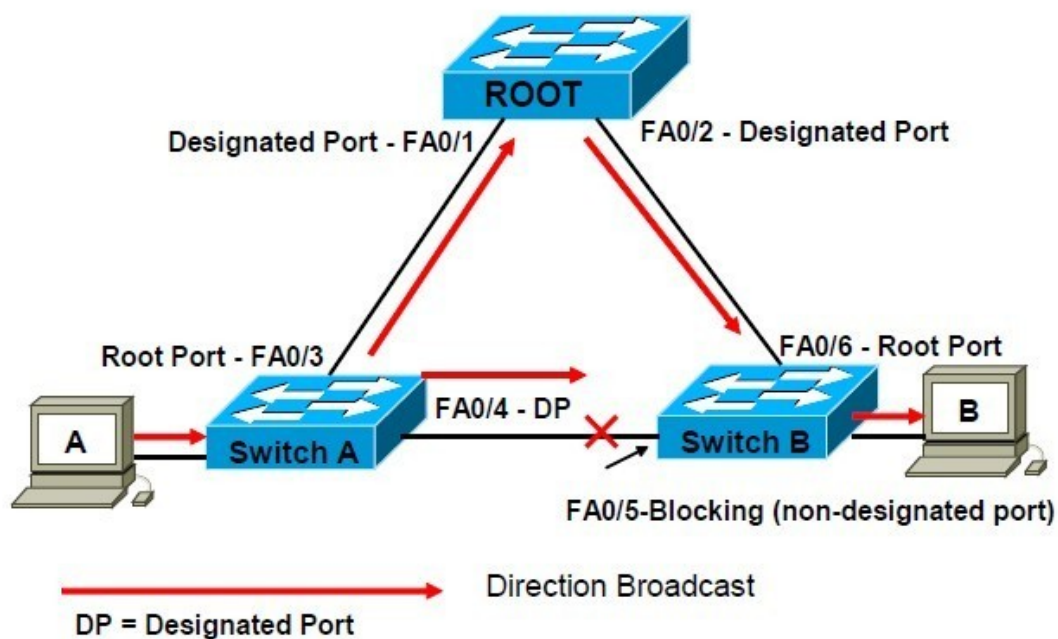 ROOT
Designated Port - FA0/1
FA0/2 - Designated Port
Root Port - FA0/3
FA0/6 - Root Port
A
Switch A
FA0/4 - DP
Switch B
B
FA0/5-Blocking (non-designated port)
Direction Broadcast
DP = Designated Port